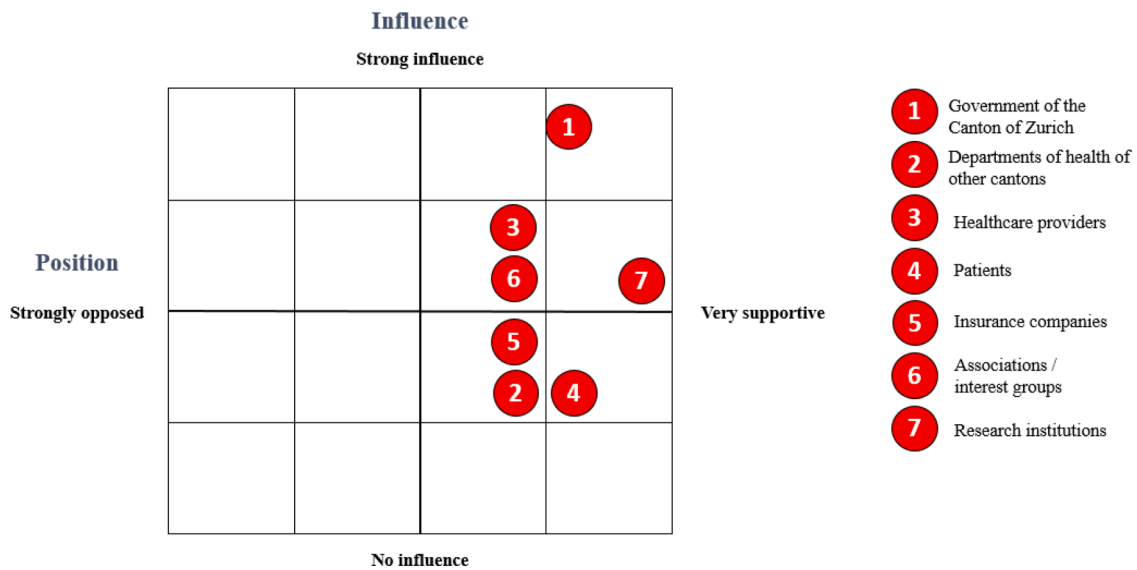 Influence
Strong influence
1
3
6
7
Position
Strongly opposed
Very supportive
5
2
4
No influence
1 Government of the
Canton of Zurich
2 Departments of health of
other cantons
3 Healthcare providers
4 Patients
5 Insurance companies
6 Associations /
interest groups
7 Research institutions